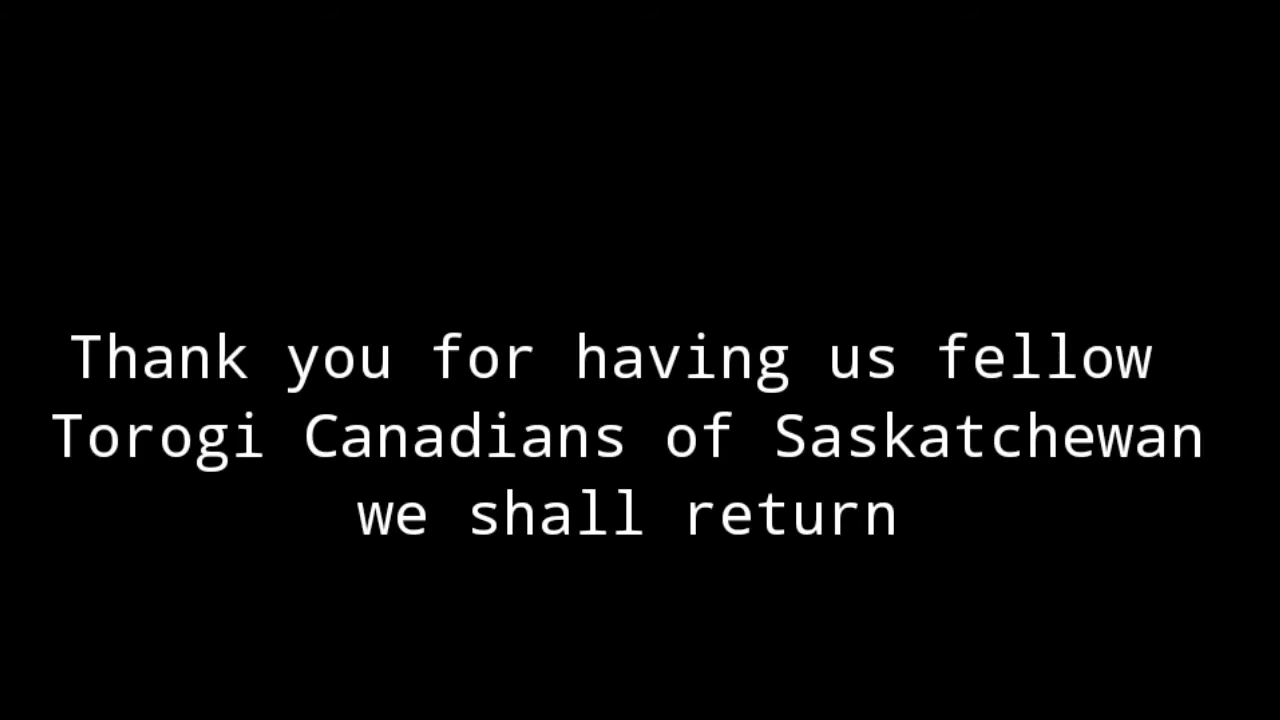 Thank you for having us fellow
Torogi Canadians of Saskatchewan
we shall return